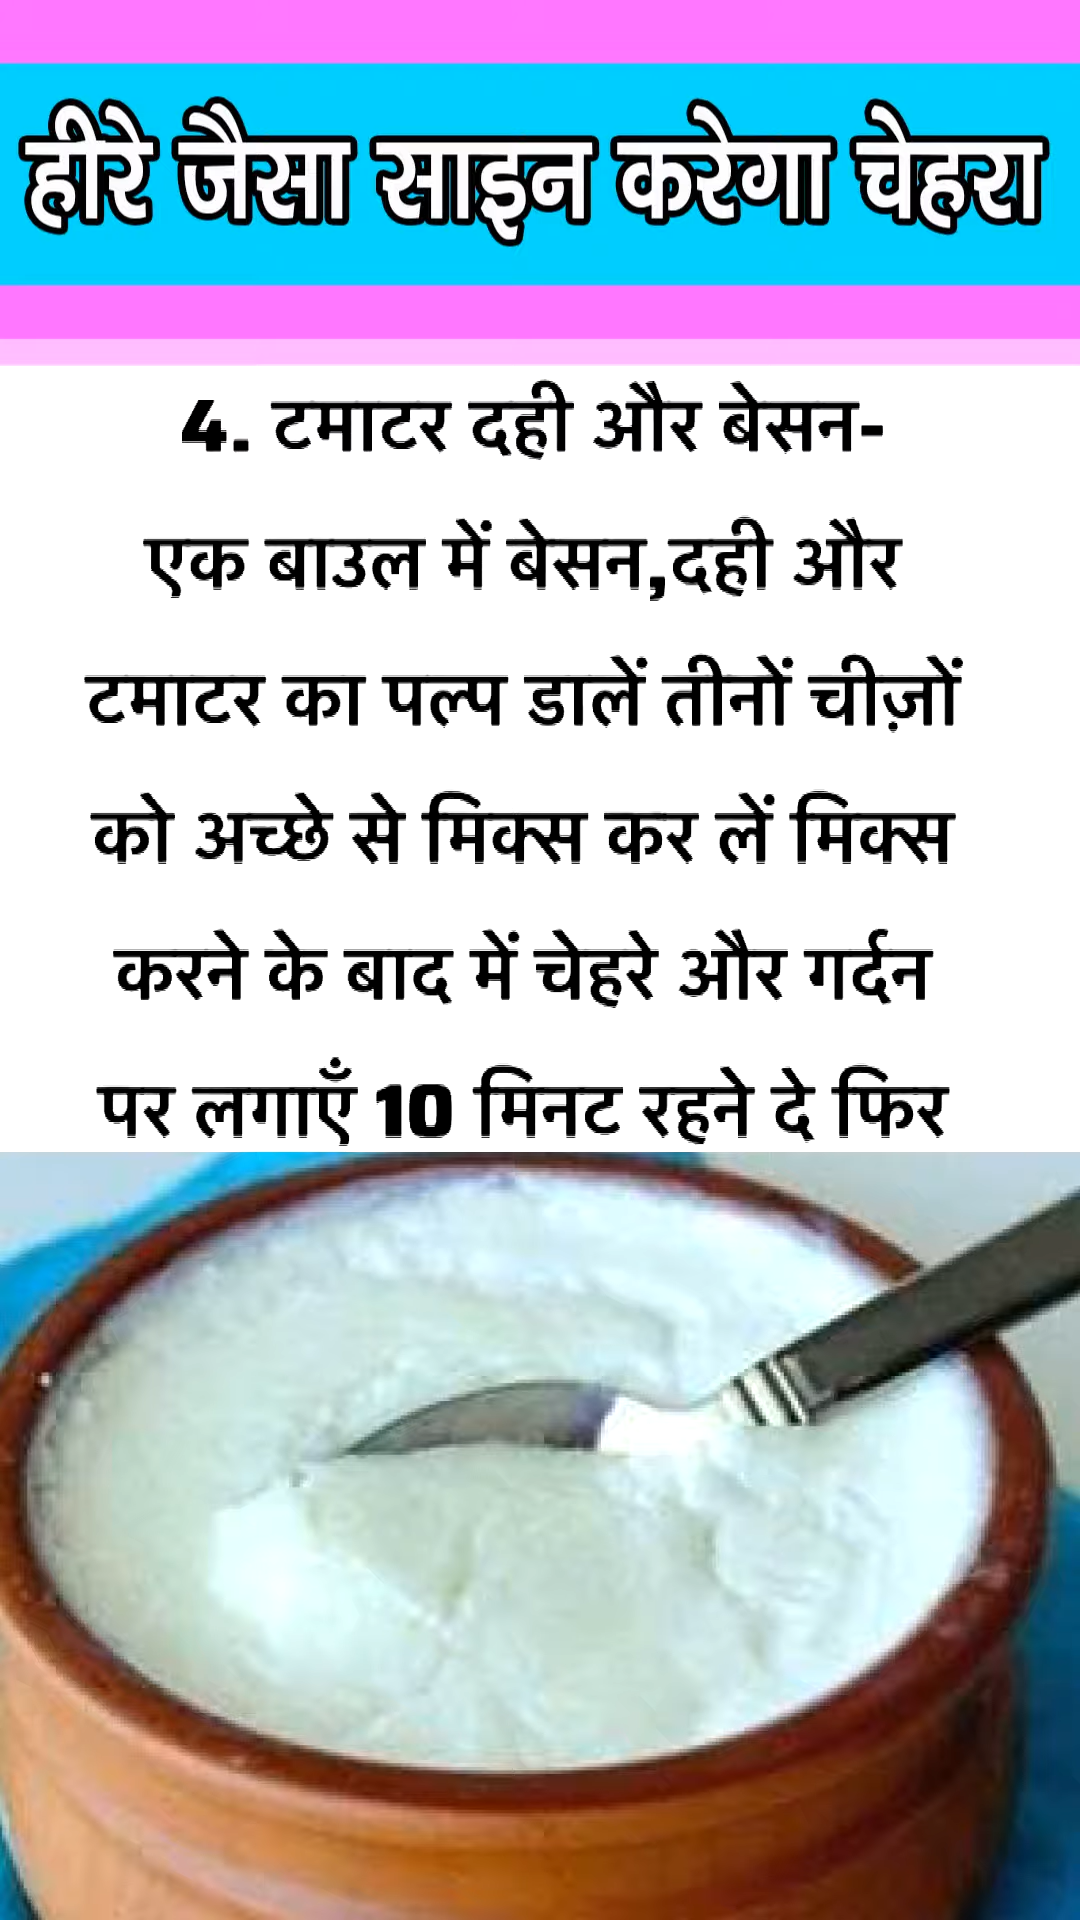 हीरे जैसा साइन करेगा चेहरा
4. टमाटर दही और बेसन-
एक बाउल में बेसन,दही और
टमाटर का पल्प डालें तीनों चीज़ों
को अच्छे से मिक्स कर लें मिक्स
करने के बाद में चेहरे और गर्दन
पर लगाएँ 10 मिनट रहने दे फिर